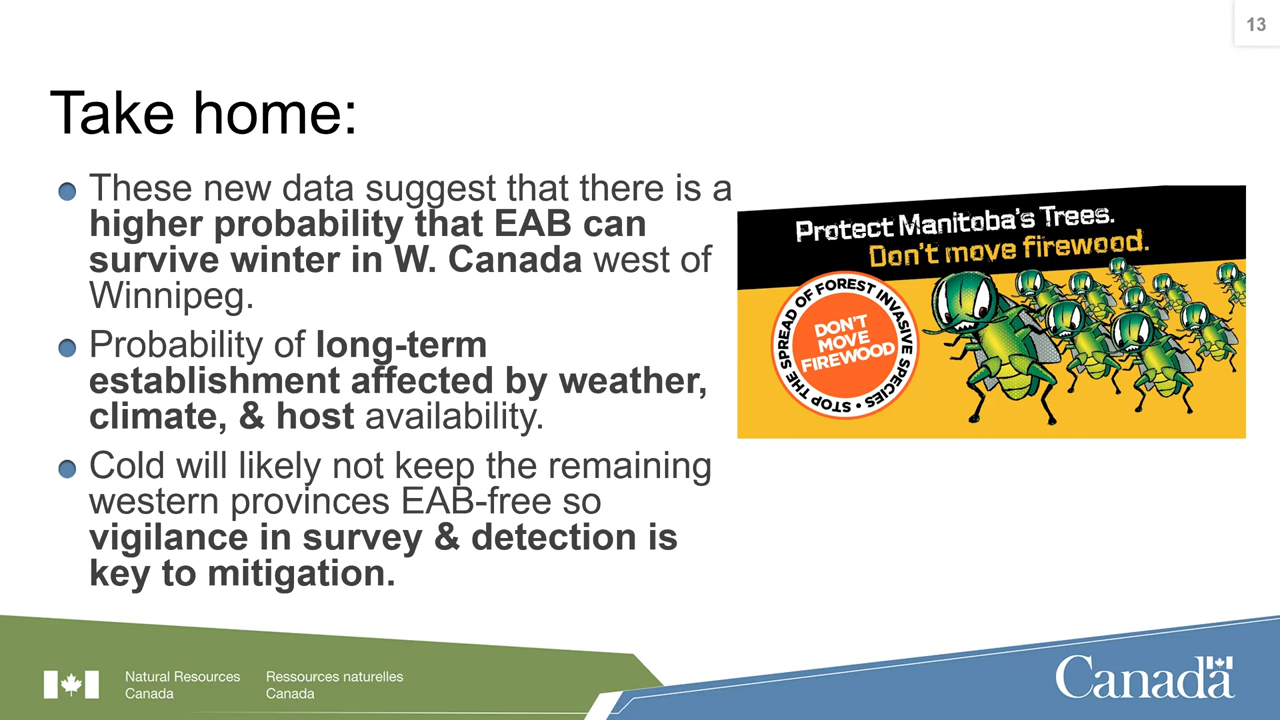 13
Take home:
These new data suggest that there is a
higher probability that EAB can
survive winter in W. Canada west of
Winnipeg.
Probability of long-term
establishment affected by weather,
climate, & host availability.
Cold will likely not keep the remaining
western provinces EAB-free so
vigilance in survey & detection is
key to mitigation.
Protect Manitoba's Trees.
Don't move firewood.
STOP THE SPREAD OF FOREST INVASIVE SPECIES •
DON'T
MOVE
FIREWOOD
Natural Resources
Canada
Ressources naturelles
Canada
Canada